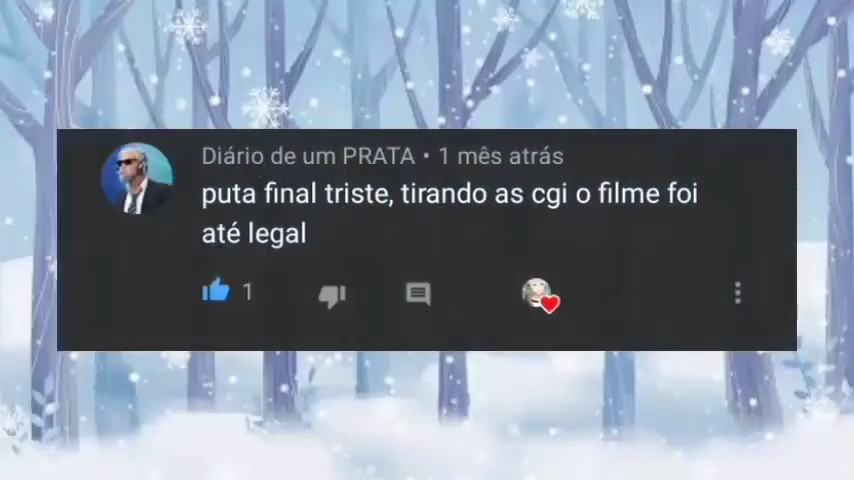 Diário de um PRATA • 1 mês atrás
puta final triste, tirando as cgi o filme foi
até legal
1